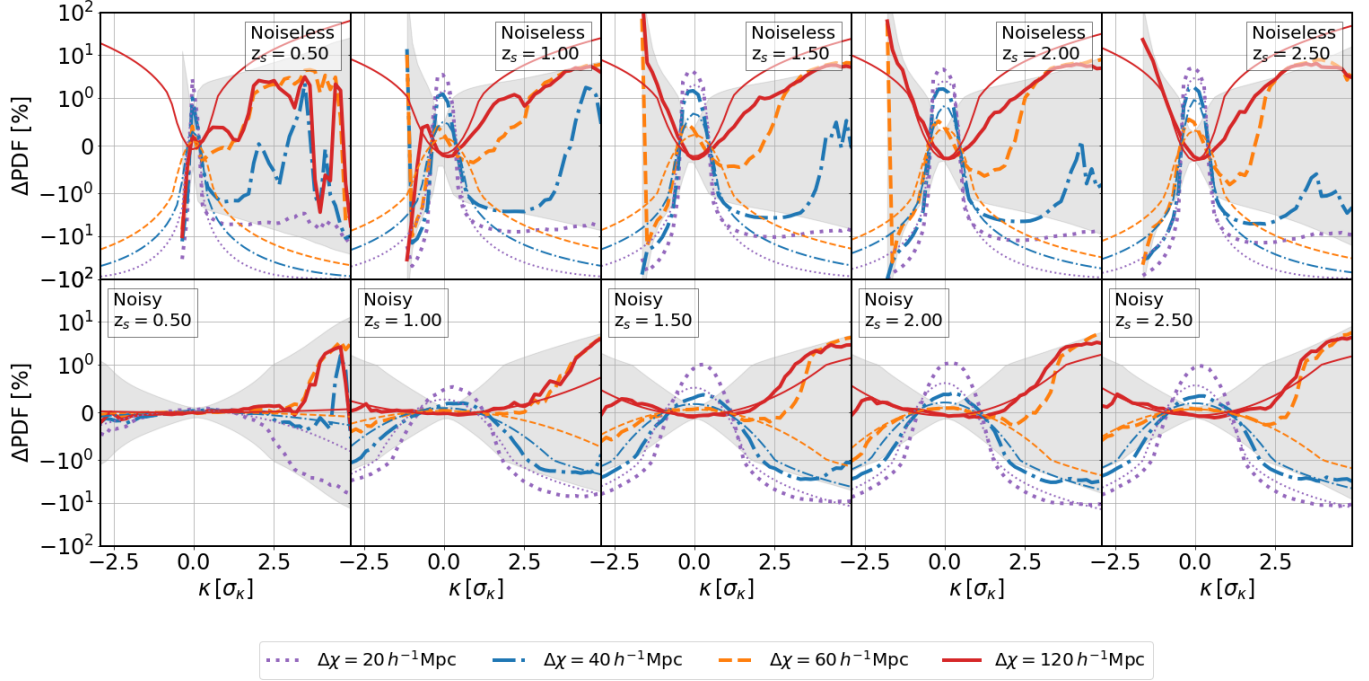 10² 10¹ 10⁰ 0 −10⁰ −10¹ −10²
ΔPDF [%]
Noiseless
z_s = 0.50
Noiseless
z_s = 1.00
Noiseless
z_s = 1.50
Noiseless
z_s = 2.00
Noiseless
z_s = 2.50
10¹ 10⁰ 0 −10⁰ −10¹ −10²
ΔPDF [%]
Noisy
z_s = 0.50
Noisy
z_s = 1.00
Noisy
z_s = 1.50
Noisy
z_s = 2.00
Noisy
z_s = 2.50
−2.5 0.0 2.5 −2.5 0.0 2.5 −2.5 0.0 2.5 −2.5 0.0 2.5 −2.5 0.0 2.5
κ [σ_κ] κ [σ_κ] κ [σ_κ] κ [σ_κ] κ [σ_κ]
Δχ = 20 h⁻¹Mpc Δχ = 40 h⁻¹Mpc Δχ = 60 h⁻¹Mpc Δχ = 120 h⁻¹Mpc